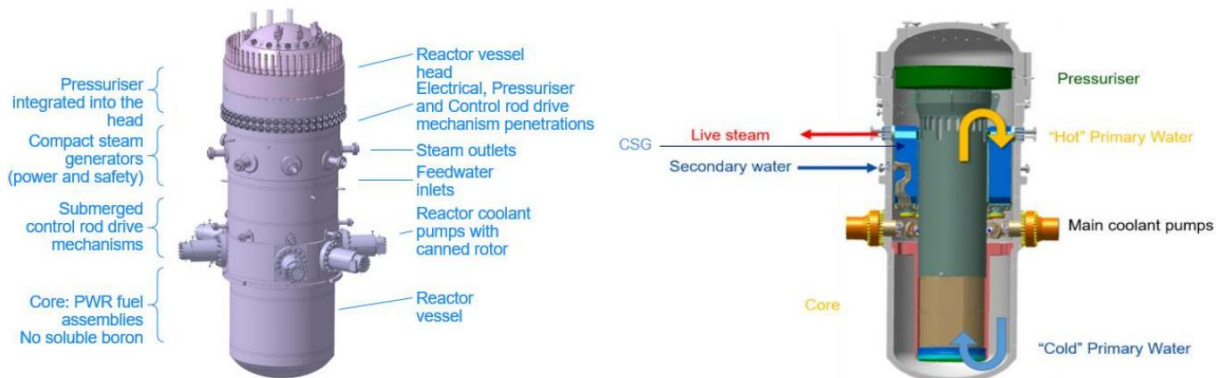 Pressuriser
integrated into the
head
Compact steam
generators
(power and safety)
Submerged
control rod drive
mechanisms
Core: PWR fuel
assemblies
No soluble boron
Reactor vessel
head
Electrical, Pressuriser
and Control rod drive
mechanism penetrations
Steam outlets
Feedwater
inlets
Reactor coolant
pumps with
canned rotor
Reactor
vessel
Pressuriser
Live steam
CSG
Secondary water
"Hot" Primary Water
Main coolant pumps
Core
"Cold" Primary Water